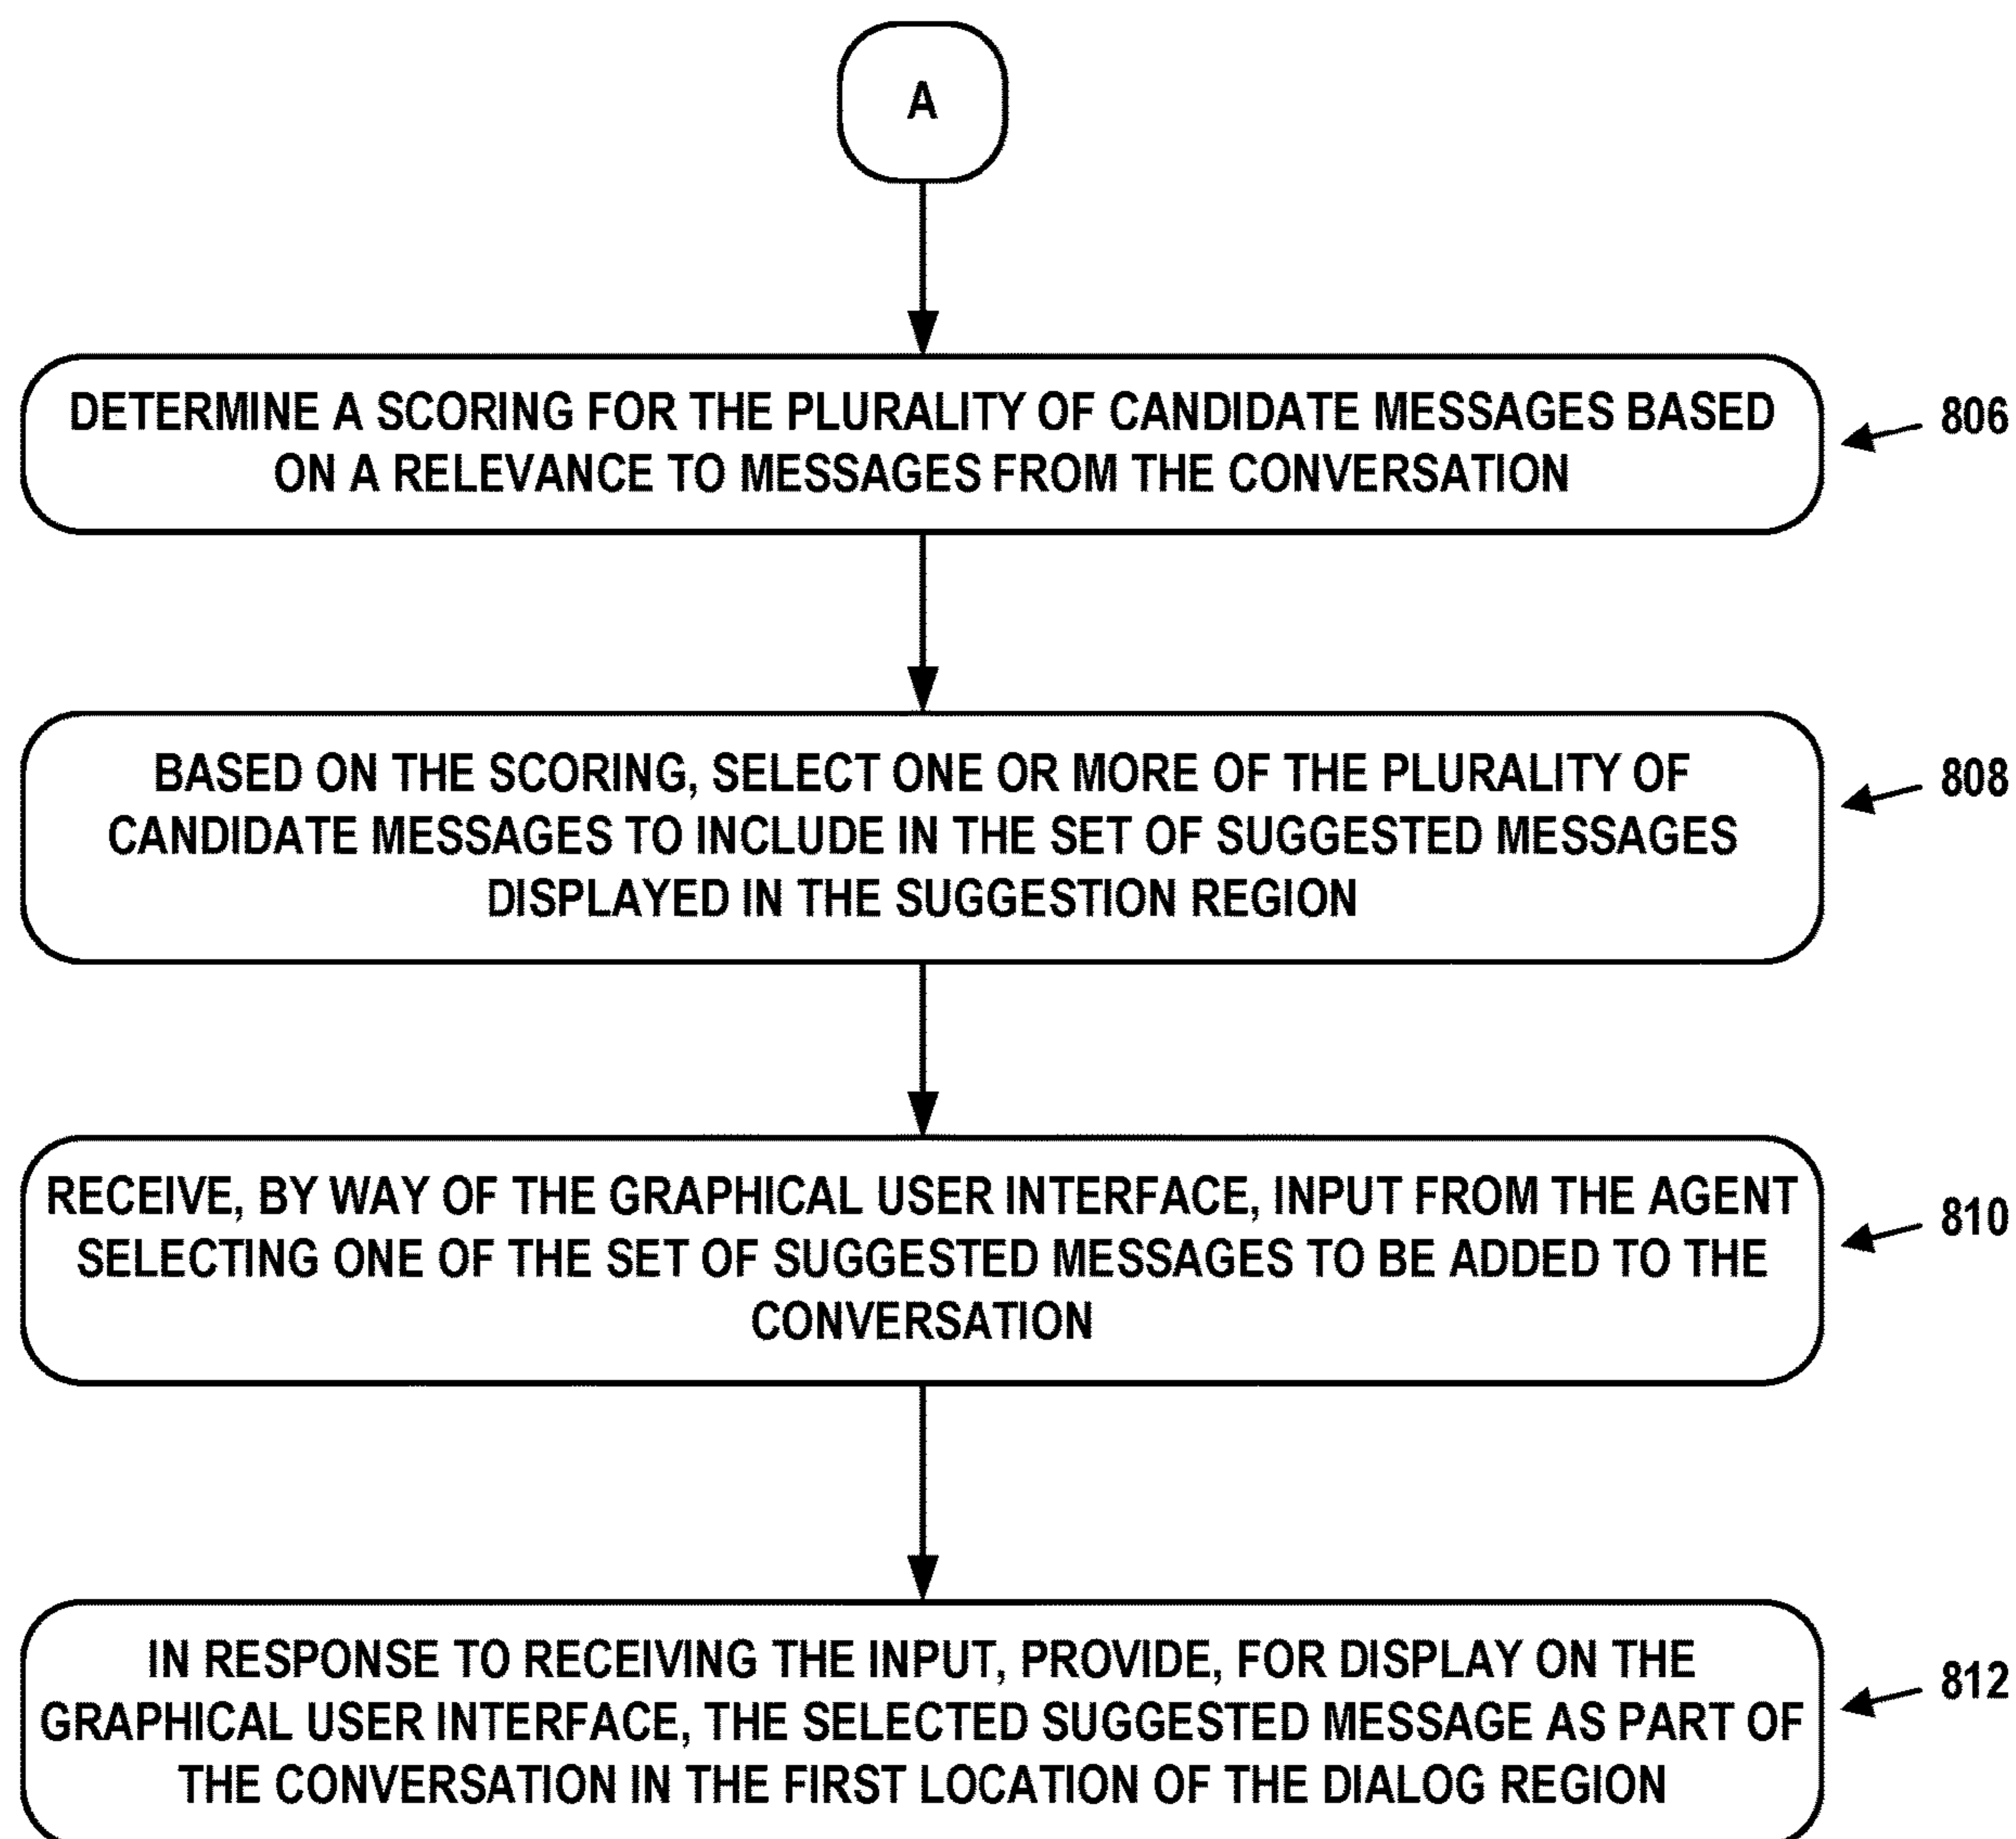 A
DETERMINE A SCORING FOR THE PLURALITY OF CANDIDATE MESSAGES BASED
ON A RELEVANCE TO MESSAGES FROM THE CONVERSATION
806
BASED ON THE SCORING, SELECT ONE OR MORE OF THE PLURALITY OF
CANDIDATE MESSAGES TO INCLUDE IN THE SET OF SUGGESTED MESSAGES
DISPLAYED IN THE SUGGESTION REGION
808
RECEIVE, BY WAY OF THE GRAPHICAL USER INTERFACE, INPUT FROM THE AGENT
SELECTING ONE OF THE SET OF SUGGESTED MESSAGES TO BE ADDED TO THE
CONVERSATION
810
IN RESPONSE TO RECEIVING THE INPUT, PROVIDE, FOR DISPLAY ON THE
GRAPHICAL USER INTERFACE, THE SELECTED SUGGESTED MESSAGE AS PART OF
THE CONVERSATION IN THE FIRST LOCATION OF THE DIALOG REGION
812